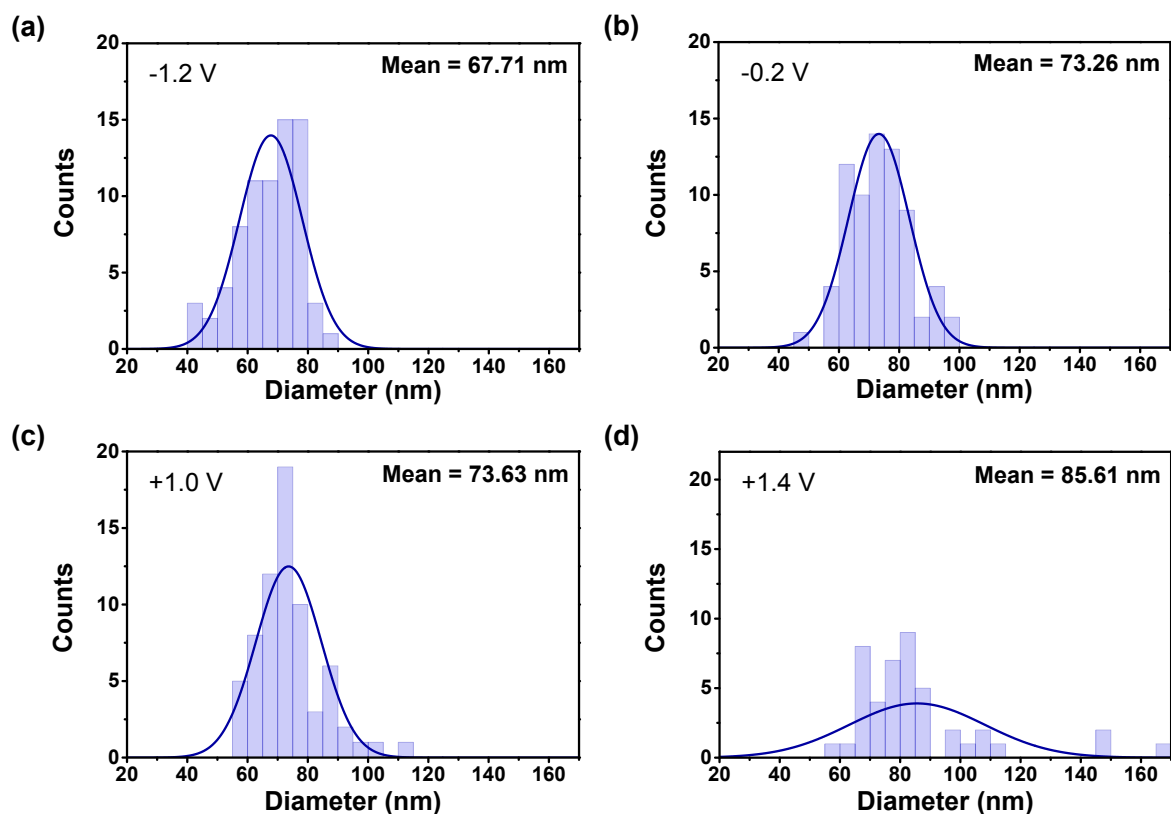 (a)
-1.2 V
Mean = 67.71 nm
Counts
20
15
10
5
0
20 40 60 80 100 120 140 160
Diameter (nm)
(b)
-0.2 V
Mean = 73.26 nm
Counts
20
15
10
5
0
20 40 60 80 100 120 140 160
Diameter (nm)
(c)
+1.0 V
Mean = 73.63 nm
Counts
20
15
10
5
0
20 40 60 80 100 120 140 160
Diameter (nm)
(d)
+1.4 V
Mean = 85.61 nm
Counts
20
15
10
5
0
20 40 60 80 100 120 140 160
Diameter (nm)